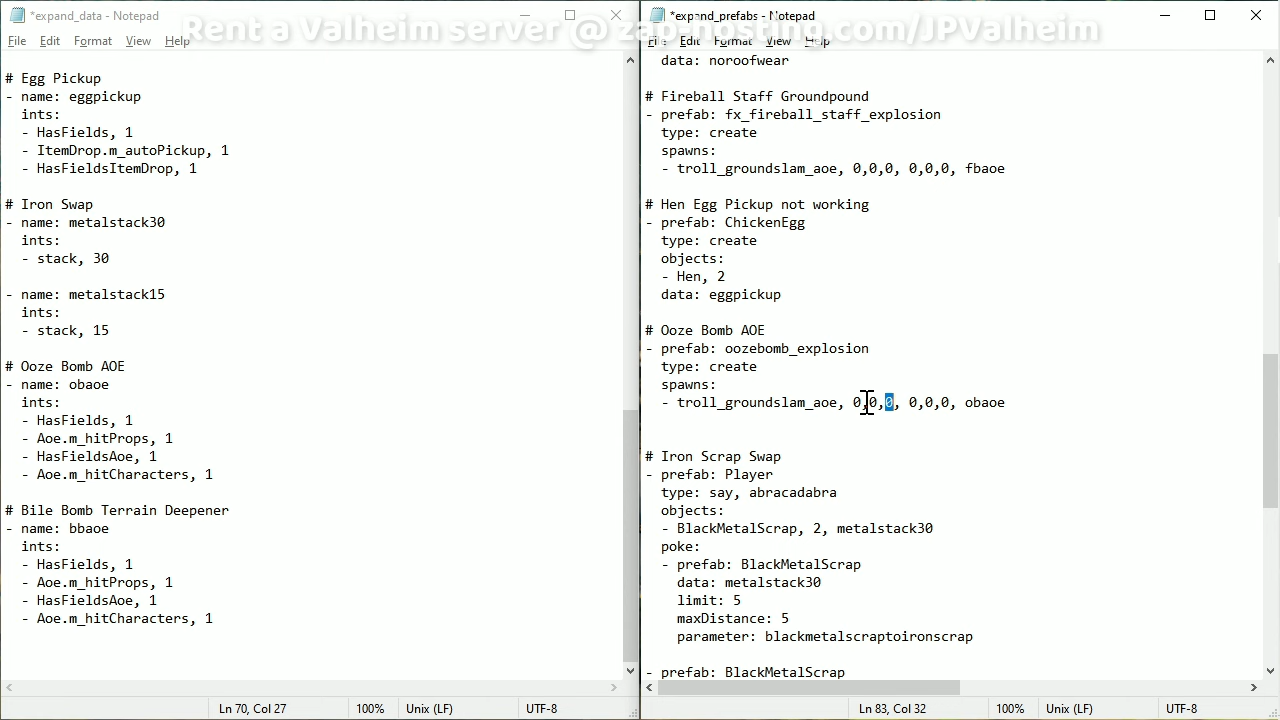 *expand_data - Notepad
File Edit Format View Help
# Egg Pickup
- name: eggpickup
  ints:
  - HasFields, 1
  - ItemDrop.m_autoPickup, 1
  - HasFieldsItemDrop, 1
# Iron Swap
- name: metalstack30
  ints:
  - stack, 30
- name: metalstack15
  ints:
  - stack, 15
# Ooze Bomb AOE
- name: obaoe
  ints:
  - HasFields, 1
  - Aoe.m_hitProps, 1
  - HasFieldsAoe, 1
  - Aoe.m_hitCharacters, 1
# Bile Bomb Terrain Deepener
- name: bbaoe
  ints:
  - HasFields, 1
  - Aoe.m_hitProps, 1
  - HasFieldsAoe, 1
  - Aoe.m_hitCharacters, 1
Ln 70, Col 27 100% Unix (LF) UTF-8
Rent a Valheim server @ zap-hosting.com/JPValheim
*expand_prefabs - Notepad
File Edit Format View Help
  data: noroofwear
# Fireball Staff Groundpound
- prefab: fx_fireball_staff_explosion
  type: create
  spawns:
  - troll_groundslam_aoe, 0,0,0, 0,0,0, fbaoe
# Hen Egg Pickup not working
- prefab: ChickenEgg
  type: create
  objects:
  - Hen, 2
  data: eggpickup
# Ooze Bomb AOE
- prefab: oozebomb_explosion
  type: create
  spawns:
  - troll_groundslam_aoe, 0,0,0, 0,0,0, obaoe
# Iron Scrap Swap
- prefab: Player
  type: say, abracadabra
  objects:
  - BlackMetalScrap, 2, metalstack30
  poke:
  - prefab: BlackMetalScrap
    data: metalstack30
    limit: 5
    maxDistance: 5
    parameter: blackmetalscraptoironscrap
- prefab: BlackMetalScrap
Ln 83, Col 32 100% Unix (LF) UTF-8